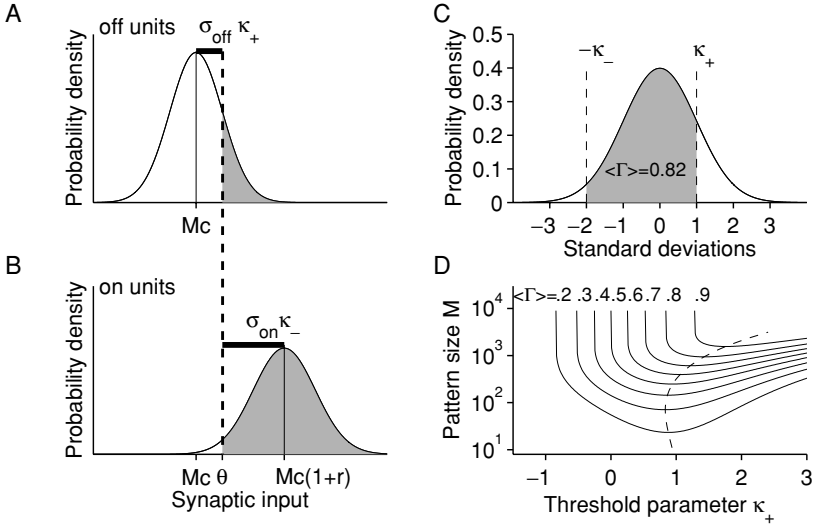 A
off units
σoff κ+
Probability density
Mc
B
on units
σonκ−
Probability density
Mc θ Mc(1+r)
Synaptic input
C
0.5
0.4
0.3
0.2
0.1
0
Probability density
−κ−
κ+
<Γ>=0.82
−3 −2 −1 0 1 2 3
Standard deviations
D
<Γ>=.2 .3 .4 .5 .6 .7 .8 .9
10^4
10^3
10^2
10^1
Pattern size M
−1 0 1 2 3
Threshold parameter κ+